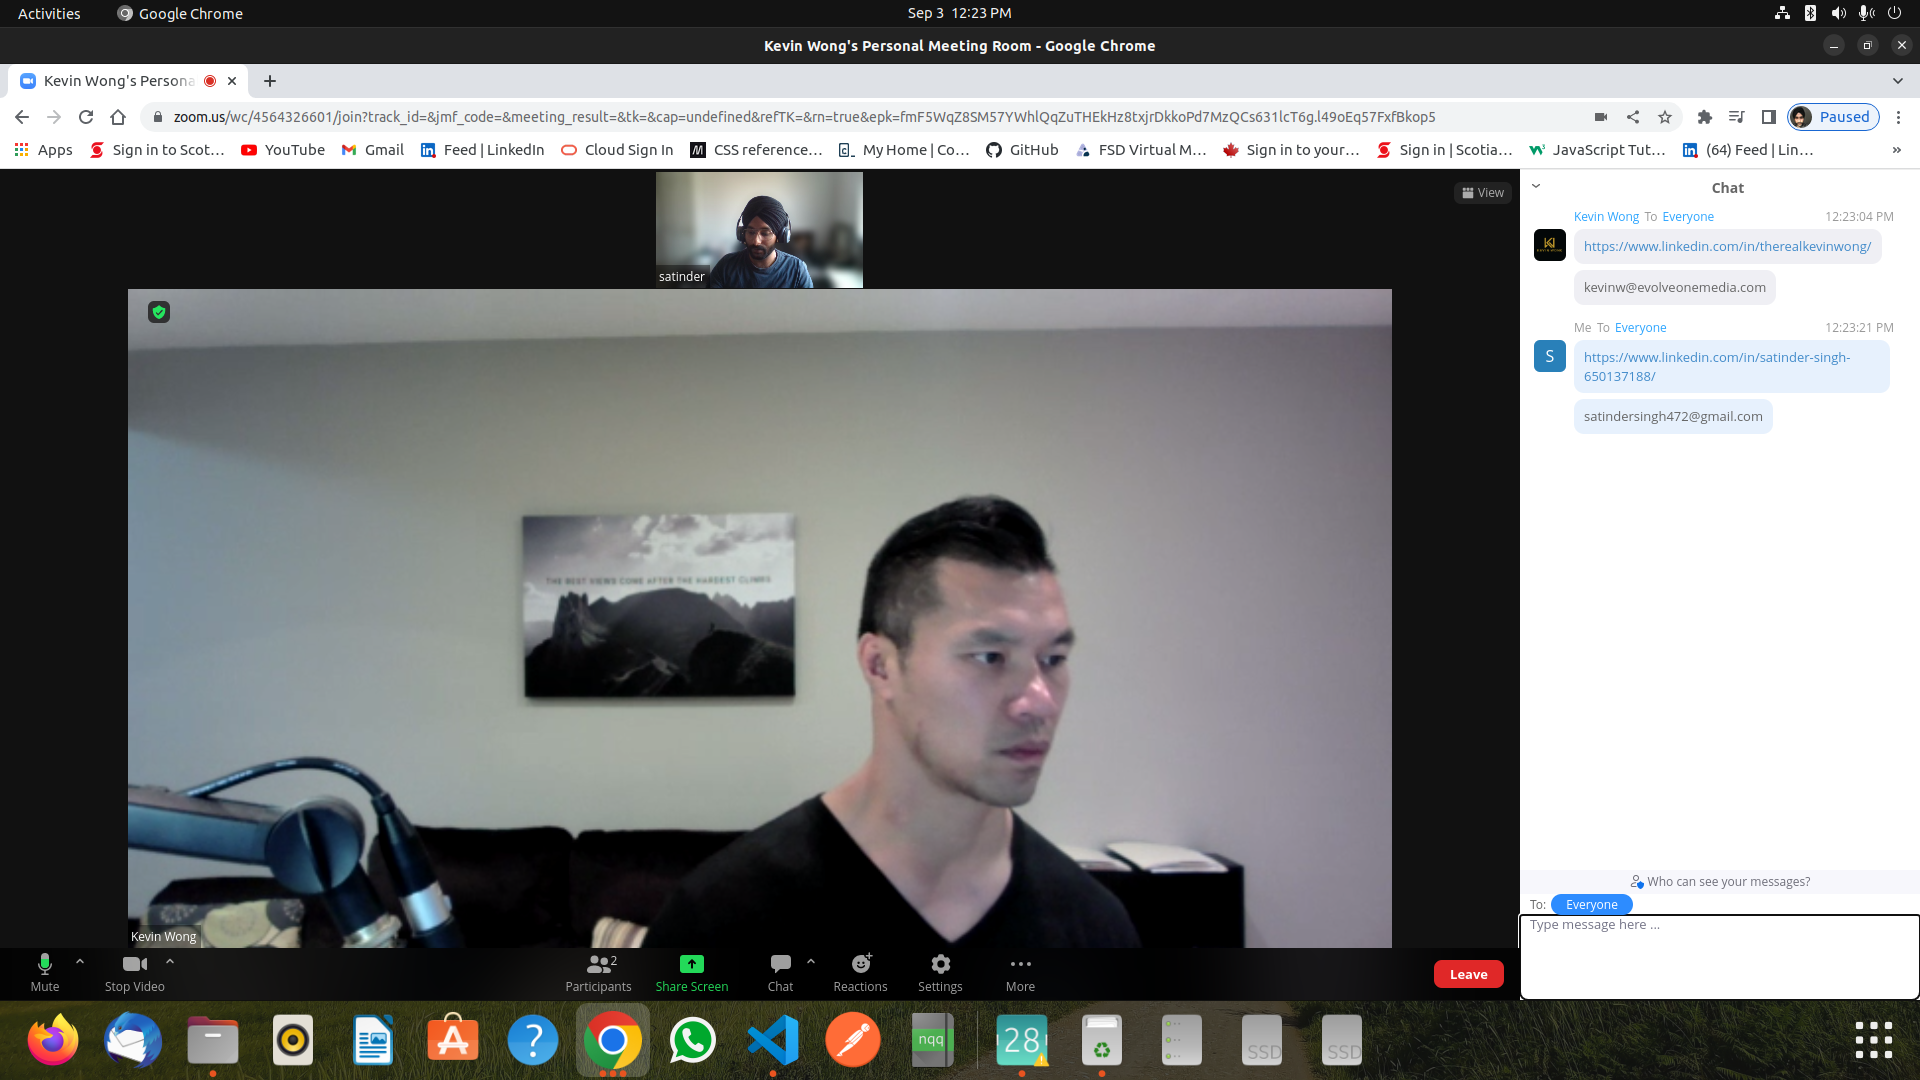 Activities
Google Chrome
Sep 3 12:23 PM
Kevin Wong's Personal Meeting Room - Google Chrome
Kevin Wong's Persona
zoom.us/wc/4564326601/join?track_id=&jmf_code=&meeting_result=&tk=&cap=undefined&refTK=&rn=true&epk=fmF5WqZ8SM57YWhlQqZuTHEkHz8txjrDkkoPd7MzQCs631lcT6g.l49oEq57FxfBkop5
Paused
Apps
Sign in to Scot…
YouTube
Gmail
Feed | LinkedIn
Cloud Sign In
CSS reference…
My Home | Co…
GitHub
FSD Virtual M…
Sign in to your…
Sign in | Scotia…
JavaScript Tut…
(64) Feed | Lin…
»
satinder
View
THE BEST VIEWS COME AFTER THE HARDEST CLIMBS
Kevin Wong
Chat
Kevin Wong To Everyone 12:23:04 PM
https://www.linkedin.com/in/therealkevinwong/
kevinw@evolveonemedia.com
Me To Everyone 12:23:21 PM
S
https://www.linkedin.com/in/satinder-singh-
650137188/
satindersingh472@gmail.com
Who can see your messages?
To: Everyone
Type message here ...
Mute
Stop Video
2
Participants
Share Screen
Chat
Reactions
Settings
More
Leave
?
nqq
28
SSD
SSD